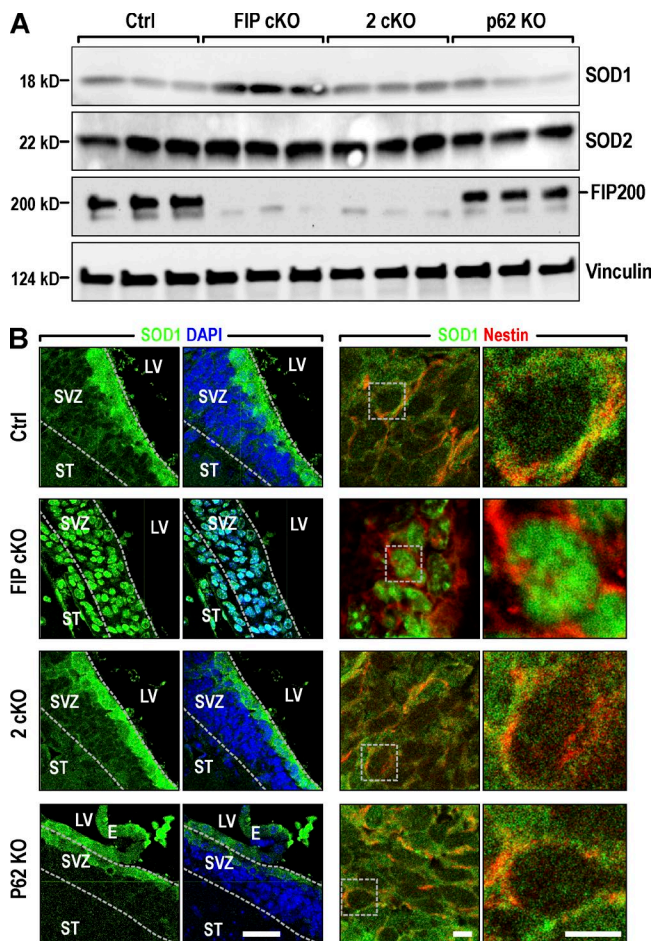 A
Ctrl FIP cKO 2 cKO p62 KO
18 kD SOD1
22 kD SOD2
200 kD FIP200
124 kD Vinculin
B
SOD1 DAPI SOD1 Nestin
Ctrl
LV LV
SVZ SVZ
ST ST
FIP cKO
SVZ LV SVZ LV
ST ST
2 cKO
LV LV
SVZ SVZ
ST ST
P62 KO
LV E LV E
SVZ SVZ
ST ST